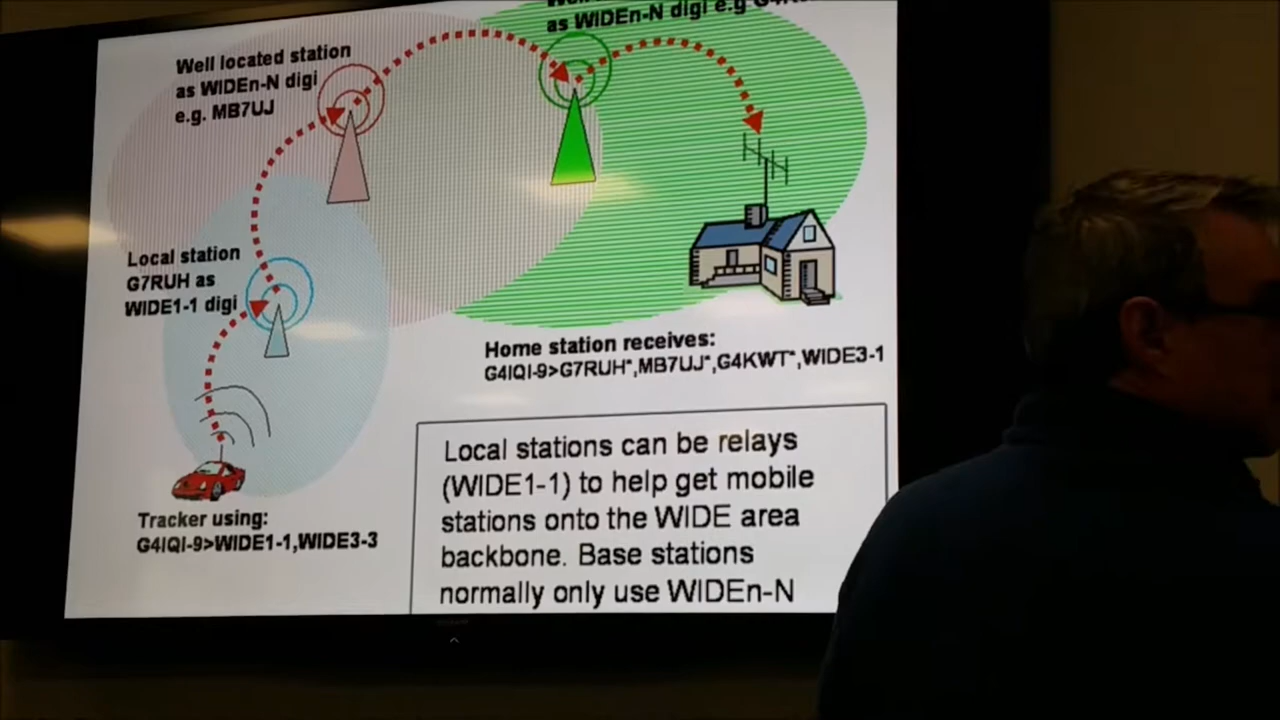 as WIDEn-N digi e.g
Well located station
as WIDEn-N digi
e.g. MB7UJ
Local station
G7RUH as
WIDE1-1 digi
Home station receives:
G4IQI-9>G7RUH*,MB7UJ*,G4KWT*,WIDE3-1
Tracker using:
G4IQI-9>WIDE1-1,WIDE3-3
Local stations can be relays
(WIDE1-1) to help get mobile
stations onto the WIDE area
backbone. Base stations
normally only use WIDEn-N